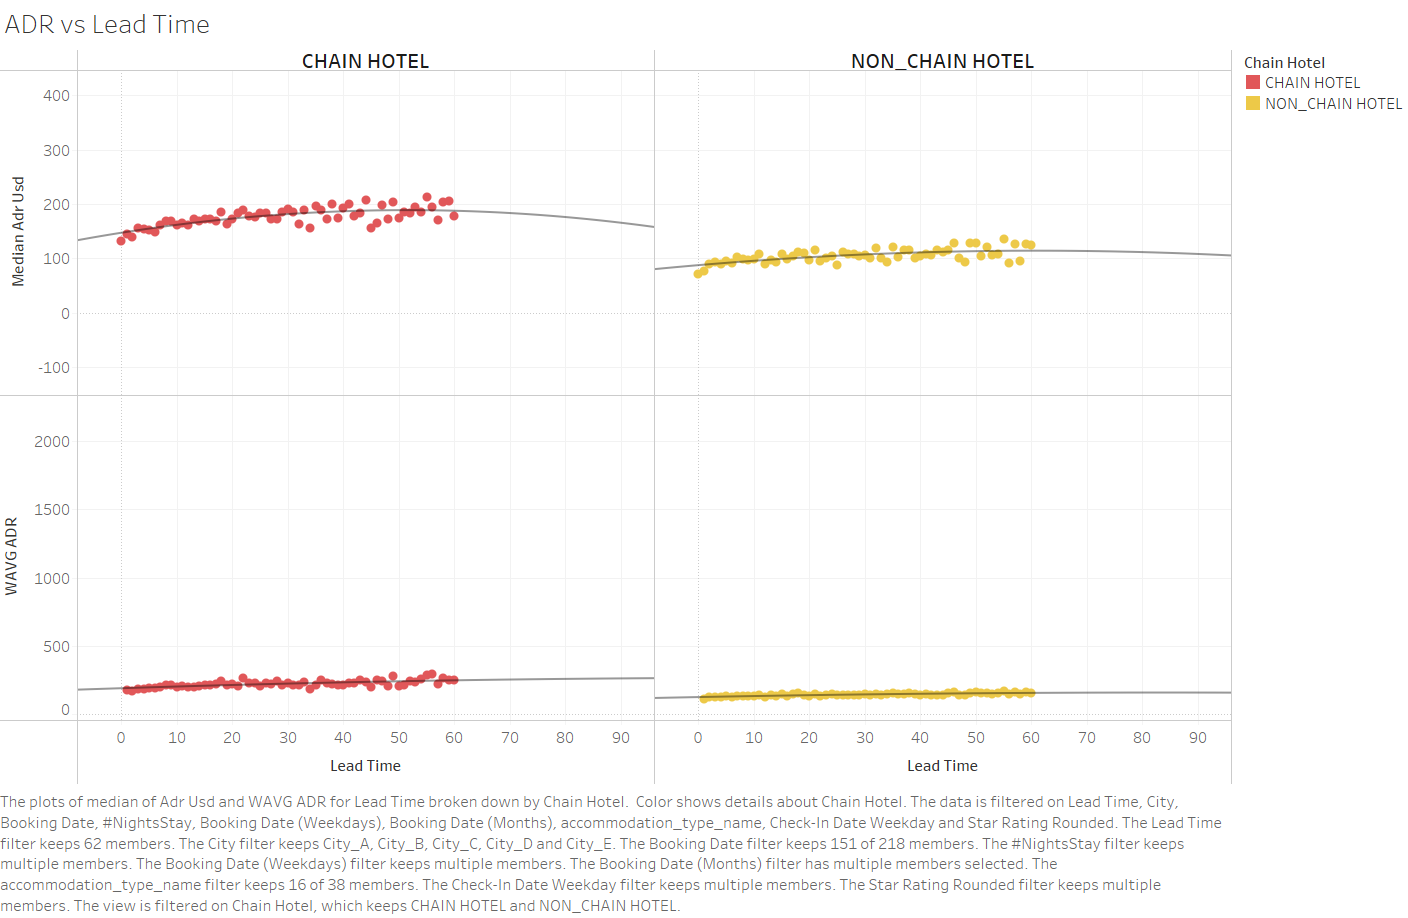 ADR vs Lead Time
CHAIN HOTEL
NON_CHAIN HOTEL
Chain Hotel
CHAIN HOTEL
NON_CHAIN HOTEL
Median Adr Usd
400
300
200
100
0
-100
WAVG ADR
2000
1500
1000
500
0
0 10 20 30 40 50 60 70 80 90
0 10 20 30 40 50 60 70 80 90
Lead Time
Lead Time
The plots of median of Adr Usd and WAVG ADR for Lead Time broken down by Chain Hotel.  Color shows details about Chain Hotel. The data is filtered on Lead Time, City,
Booking Date, #NightsStay, Booking Date (Weekdays), Booking Date (Months), accommodation_type_name, Check-In Date Weekday and Star Rating Rounded. The Lead Time
filter keeps 62 members. The City filter keeps City_A, City_B, City_C, City_D and City_E. The Booking Date filter keeps 151 of 218 members. The #NightsStay filter keeps
multiple members. The Booking Date (Weekdays) filter keeps multiple members. The Booking Date (Months) filter has multiple members selected. The
accommodation_type_name filter keeps 16 of 38 members. The Check-In Date Weekday filter keeps multiple members. The Star Rating Rounded filter keeps multiple
members. The view is filtered on Chain Hotel, which keeps CHAIN HOTEL and NON_CHAIN HOTEL.